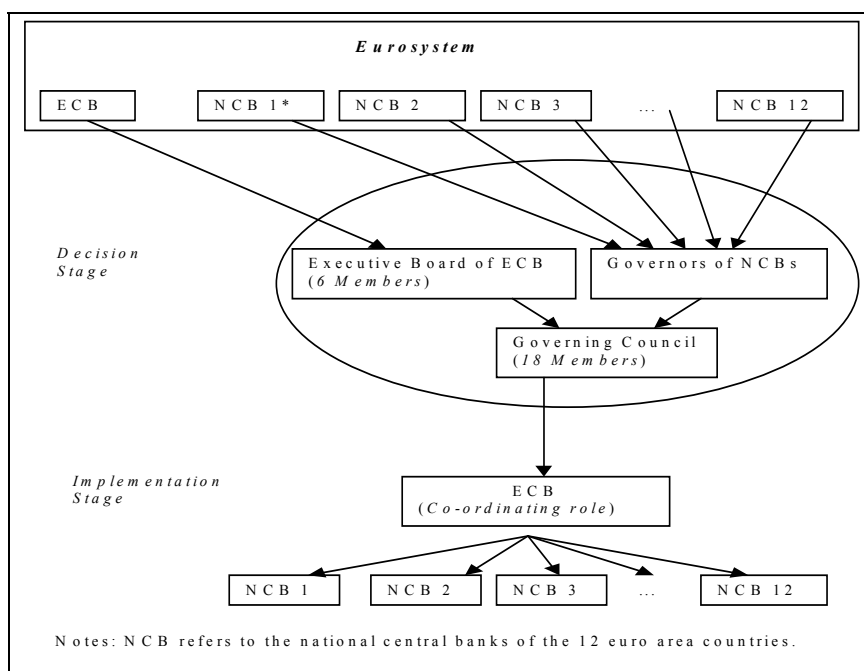 Eurosystem
ECB
NCB 1*
NCB 2
NCB 3
...
NCB 12
Decision
Stage
Executive Board of ECB
(6 Members)
Governors of NCBs
Governing Council
(18 Members)
Implementation
Stage
ECB
(Co-ordinating role)
NCB 1
NCB 2
NCB 3
...
NCB 12
Notes: NCB refers to the national central banks of the 12 euro area countries.